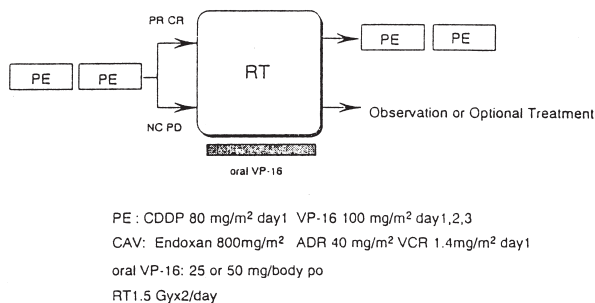 PR CR
PE PE
PE PE
RT
NC PD
Observation or Optional Treatment
oral VP-16
PE : CDDP 80 mg/m² day1 VP-16 100 mg/m² day1,2,3
CAV: Endoxan 800mg/m² ADR 40 mg/m² VCR 1.4mg/m² day1
oral VP-16: 25 or 50 mg/body po
RT1.5 Gyx2/day